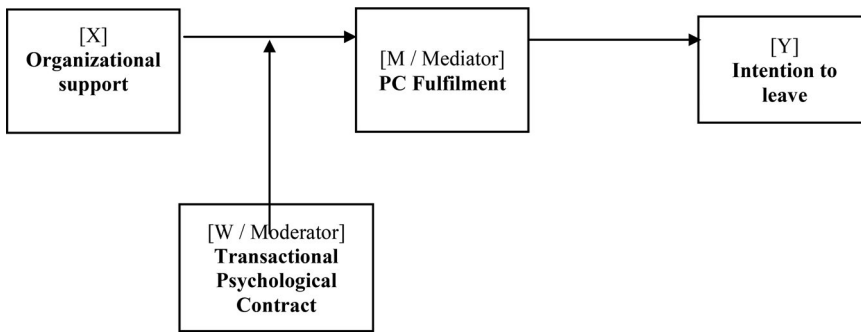 [X]
Organizational
support
[M / Mediator]
PC Fulfilment
[Y]
Intention to
leave
[W / Moderator]
Transactional
Psychological
Contract